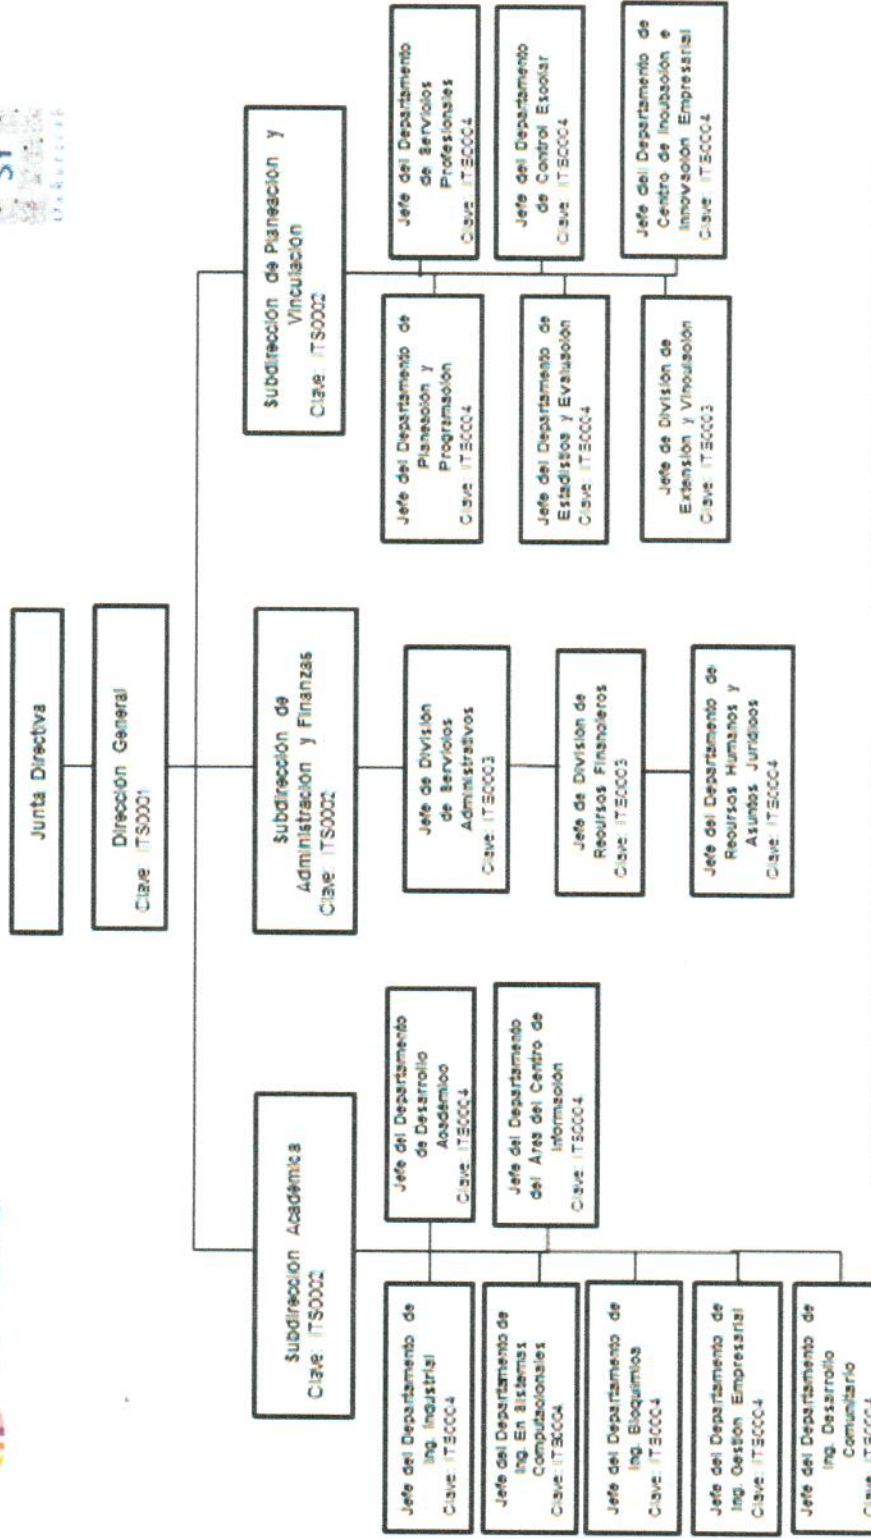 Junta Directiva
Dirección General
Clave: ITS0001
Subdirección Académica
Clave: ITS0002
Subdirección de
Administración y Finanzas
Clave: ITS0002
Subdirección de Planeación y
Vinculación
Clave: ITS0002
Jefe del Departamento de
Ing. Industrial
Clave: ITS0004
Jefe del Departamento de
Ing. En Sistemas
Computacionales
Clave: ITS0004
Jefe del Departamento de
Ing. Bioquímica
Clave: ITS0004
Jefe del Departamento de
Ing. Gestión Empresarial
Clave: ITS0004
Jefe del Departamento de
Ing. Desarrollo
Comunitario
Clave: ITS0004
Jefe del Departamento
de Desarrollo
Académico
Clave: ITS0004
Jefe del Departamento
del Area del Centro de
Información
Clave: ITS0004
Jefe de División
de Servicios
Administrativos
Clave: ITS0003
Jefe de División de
Recursos Financieros
Clave: ITS0003
Jefe del Departamento de
Recursos Humanos y
Asuntos Jurídicos
Clave: ITS0004
Jefe del Departamento de
Planeación y
Programación
Clave: ITS0004
Jefe del Departamento de
Estadística y Evaluación
Clave: ITS0004
Jefe de División de
Extensión y Vinculación
Clave: ITS0003
Jefe del Departamento
de Servicios
Profesionales
Clave: ITS0004
Jefe del Departamento
de Control Escolar
Clave: ITS0004
Jefe del Departamento de
Centro de Incubación e
Innovación Empresarial
Clave: ITS0004